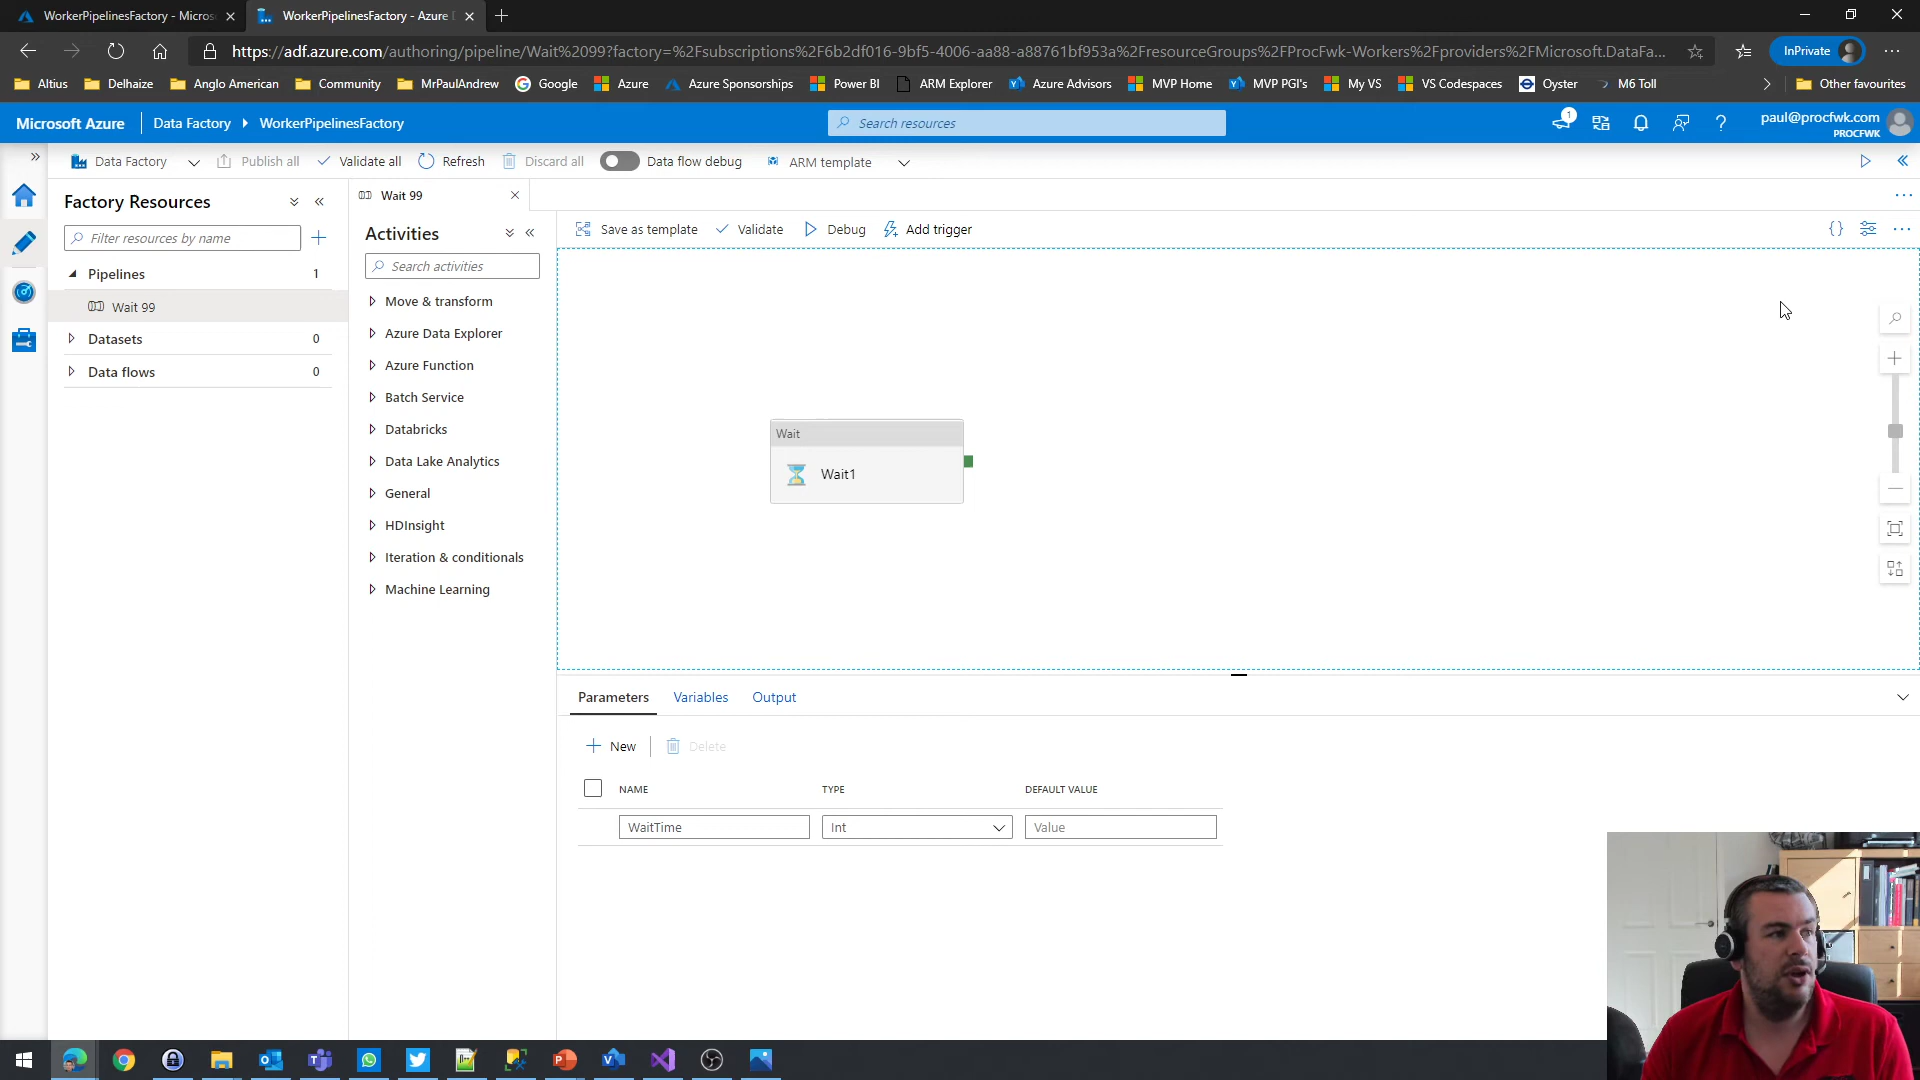 WorkerPipelinesFactory - Micros
WorkerPipelinesFactory - Azure D
https://adf.azure.com/authoring/pipeline/Wait%2099?factory=%2Fsubscriptions%2F6b2df016-9bf5-4006-aa88-a88761bf953a%2FresourceGroups%2FProcFwk-Workers%2Fproviders%2FMicrosoft.DataFa...
InPrivate
Altius
Delhaize
Anglo American
Community
MrPaulAndrew
Google
Azure
Azure Sponsorships
Power BI
ARM Explorer
Azure Advisors
MVP Home
MVP PGI's
My VS
VS Codespaces
Oyster
M6 Toll
Other favourites
Microsoft Azure
Data Factory
WorkerPipelinesFactory
Search resources
1
paul@procfwk.com
PROCFWK
Data Factory
Publish all
Validate all
Refresh
Discard all
Data flow debug
ARM template
Factory Resources
Filter resources by name
Pipelines 1
Wait 99
Datasets 0
Data flows 0
Wait 99
Activities
Search activities
Move & transform
Azure Data Explorer
Azure Function
Batch Service
Databricks
Data Lake Analytics
General
HDInsight
Iteration & conditionals
Machine Learning
Save as template
Validate
Debug
Add trigger
Wait
Wait1
Parameters
Variables
Output
New
Delete
NAME
TYPE
DEFAULT VALUE
WaitTime
Int
Value